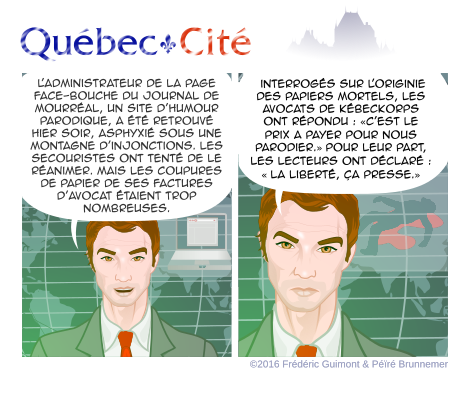 Québec⚜Cité
L'ADMINISTRATEUR DE LA PAGE
FACE-BOUCHE DU JOURNAL DE
MOURRÉAL, UN SITE D'HUMOUR
PARODIQUE, A ÉTÉ RETROUVÉ
HIER SOIR, ASPHYXIÉ SOUS UNE
MONTAGNE D'INJONCTIONS. LES
SECOURISTES ONT TENTÉ DE LE
RÉANIMER. MAIS LES COUPURES
DE PAPIER DE SES FACTURES
D'AVOCAT ÉTAIENT TROP
NOMBREUSES.
INTERROGÉS SUR L'ORIGINIE
DES PAPIERS MORTELS, LES
AVOCATS DE KÉBECKORPS
ONT RÉPONDU : «C'EST LE
PRIX A PAYER POUR NOUS
PARODIER.» POUR LEUR PART,
LES LECTEURS ONT DÉCLARÉ :
« LA LIBERTÉ, ÇA PRESSE.»
©2016 Frédéric Guimont & Péïré Brunnemer